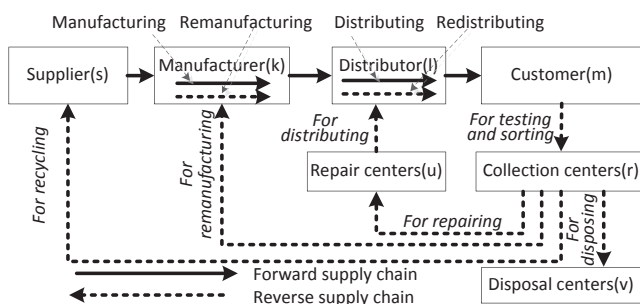 Manufacturing Remanufacturing Distributing Redistributing
Supplier(s) Manufacturer(k) Distributor(l) Customer(m)
For recycling
For
remanufacturing
For
distributing
For testing
and sorting
Repair centers(u) Collection centers(r)
For repairing
For
disposing
Forward supply chain
Reverse supply chain
Disposal centers(v)